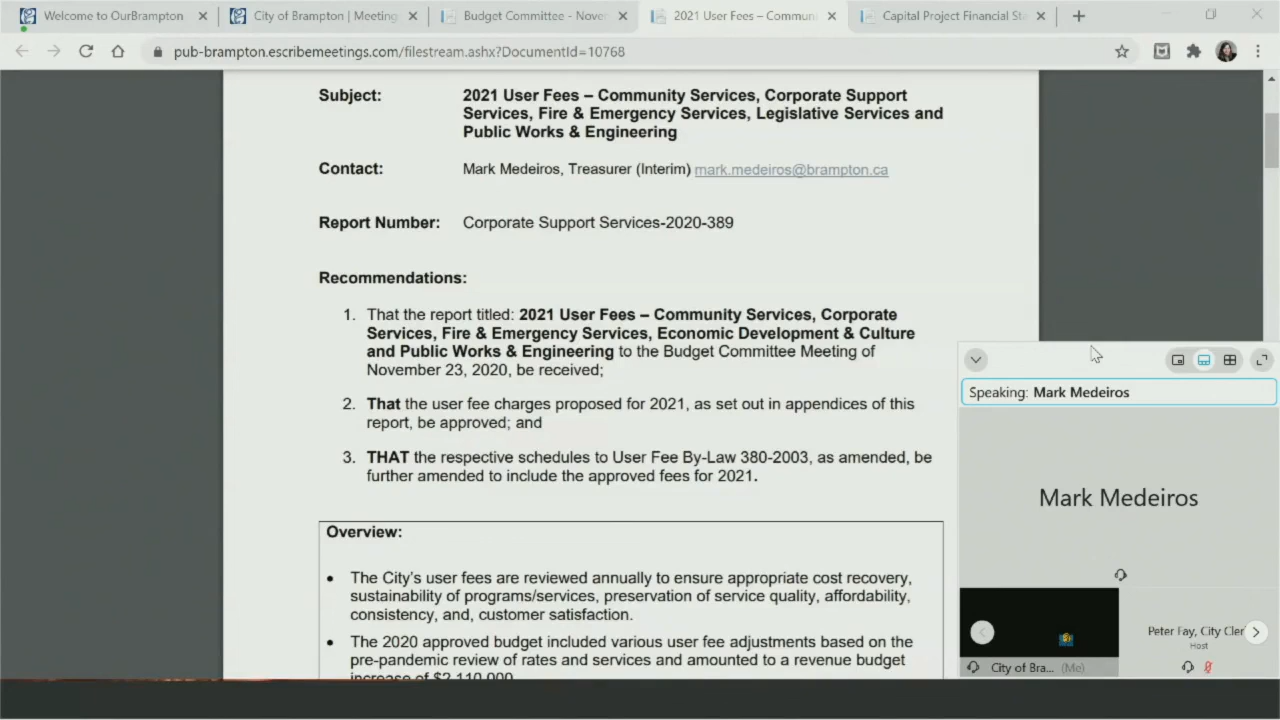 Welcome to OurBrampton
City of Brampton | Meeting
Budget Committee - Nover
2021 User Fees – Communi
Capital Project Financial St
pub-brampton.escribemeetings.com/filestream.ashx?DocumentId=10768
Subject: 2021 User Fees – Community Services, Corporate Support
Services, Fire & Emergency Services, Legislative Services and
Public Works & Engineering
Contact: Mark Medeiros, Treasurer (Interim) mark.medeiros@brampton.ca
Report Number: Corporate Support Services-2020-389
Recommendations:
1. That the report titled: 2021 User Fees – Community Services, Corporate
Services, Fire & Emergency Services, Economic Development & Culture
and Public Works & Engineering to the Budget Committee Meeting of
November 23, 2020, be received;
2. That the user fee charges proposed for 2021, as set out in appendices of this
report, be approved; and
3. THAT the respective schedules to User Fee By-Law 380-2003, as amended, be
further amended to include the approved fees for 2021.
Overview:
• The City's user fees are reviewed annually to ensure appropriate cost recovery,
sustainability of programs/services, preservation of service quality, affordability,
consistency, and, customer satisfaction.
• The 2020 approved budget included various user fee adjustments based on the
pre-pandemic review of rates and services and amounted to a revenue budget
increase of $2,110,000
Speaking: Mark Medeiros
Mark Medeiros
City of Bra... (Me)
Peter Fay, City Cler
Host